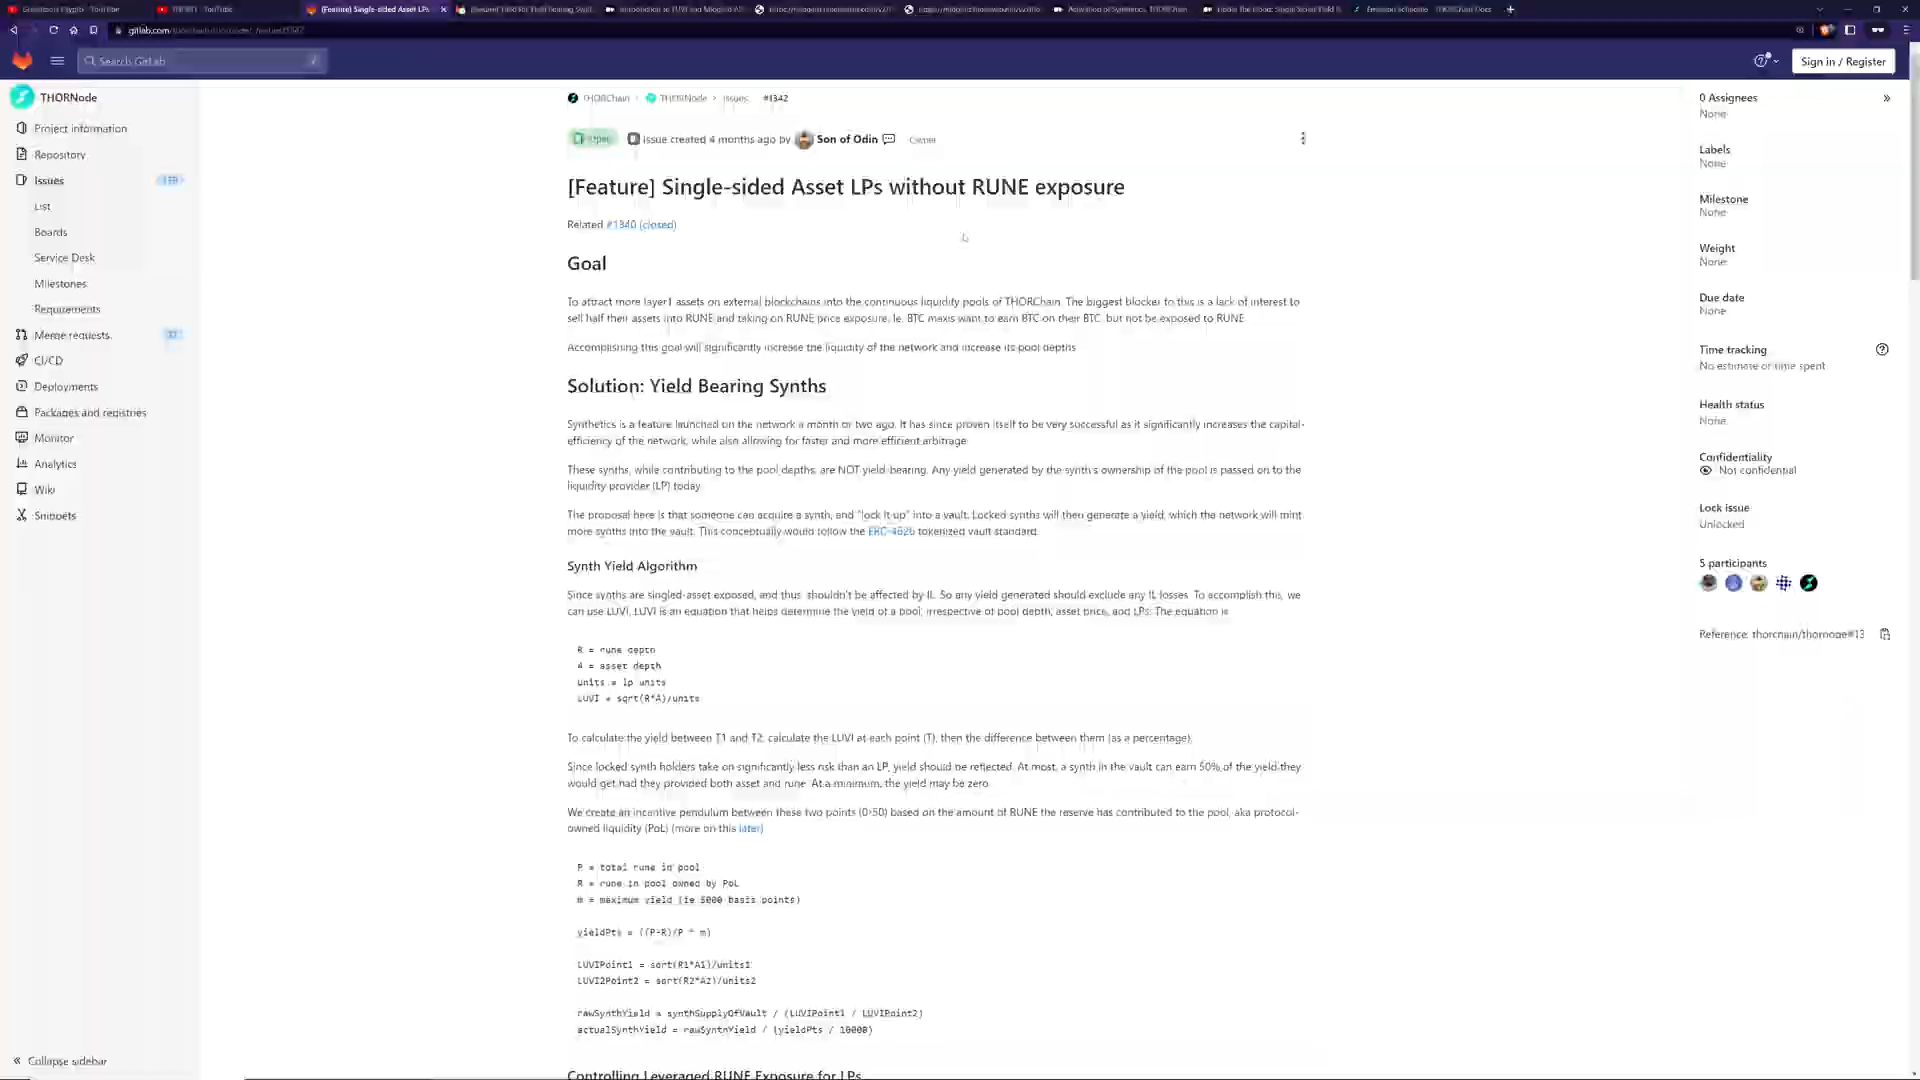 [Feature] Single-sided Asset LPs
gitlab.com
Search GitLab
/
Sign in / Register
THORNode
Project information
Repository
Issues
List
Boards
Service Desk
Milestones
Requirements
Merge requests
CI/CD
Deployments
Packages and registries
Monitor
Analytics
Wiki
Snippets
Collapse sidebar
THORChain › THORNode › Issues › #1342
Open Issue created 4 months ago by Son of Odin Owner
[Feature] Single-sided Asset LPs without RUNE exposure
Related #1340 (closed)
Goal
To attract more layer1 assets on external blockchains into the continuous liquidity pools of THORChain. The biggest blocker to this is a lack of interest to
sell half their assets into RUNE and taking on RUNE price exposure. ie. BTC maxis want to earn BTC on their BTC, but not be exposed to RUNE
Accomplishing this goal will significantly increase the liquidity of the network and increase its pool depths
Solution: Yield Bearing Synths
Synthetics is a feature launched on the network a month or two ago. It has since proven itself to be very successful as it significantly increases the capital-
efficiency of the network, while also allowing for faster and more efficient arbitrage
These synths, while contributing to the pool depths, are NOT yield-bearing. Any yield generated by the synth's ownership of the pool is passed on to the
liquidity provider (LP) today
The proposal here is that someone can acquire a synth, and "lock it up" into a vault. Locked synths will then generate a yield, which the network will mint
more synths into the vault. This conceptually would follow the ERC-4626 tokenized vault standard.
Synth Yield Algorithm
Since synths are singled-asset exposed, and thus shouldn't be affected by IL. So any yield generated should exclude any IL losses. To accomplish this, we
can use LUVI. LUVI is an equation that helps determine the yield of a pool, irrespective of pool depth, asset price, and LPs. The equation is
R = rune depth
A = asset depth
units = lp units
LUVI = sqrt(R*A)/units
To calculate the yield between T1 and T2, calculate the LUVI at each point (T), then the difference between them (as a percentage).
Since locked synth holders take on significantly less risk than an LP, yield should be reflected. At most, a synth in the vault can earn 50% of the yield they
would get had they provided both asset and rune. At a minimum, the yield may be zero
We create an incentive pendulum between these two points (0>50) based on the amount of RUNE the reserve has contributed to the pool, aka protocol-
owned liquidity (PoL) (more on this later)
P = total rune in pool
R = rune in pool owned by PoL
m = maximum yield (ie 5000 basis points)
yieldPts = ((P-R)/P * m)
LUVIPoint1 = sqrt(R1*A1)/units1
LUVI2Point2 = sqrt(R2*A2)/units2
rawSynthYield = synthSupplyOfVault / (LUVIPoint1 / LUVIPoint2)
actualSynthYield = rawSynthYield / (yieldPts / 10000)
Controlling Leveraged RUNE Exposure for LPs
0 Assignees
None
Labels
None
Milestone
None
Weight
None
Due date
None
Time tracking
No estimate or time spent
Health status
None
Confidentiality
Not confidential
Lock issue
Unlocked
5 participants
Reference: thorchain/thornode#13